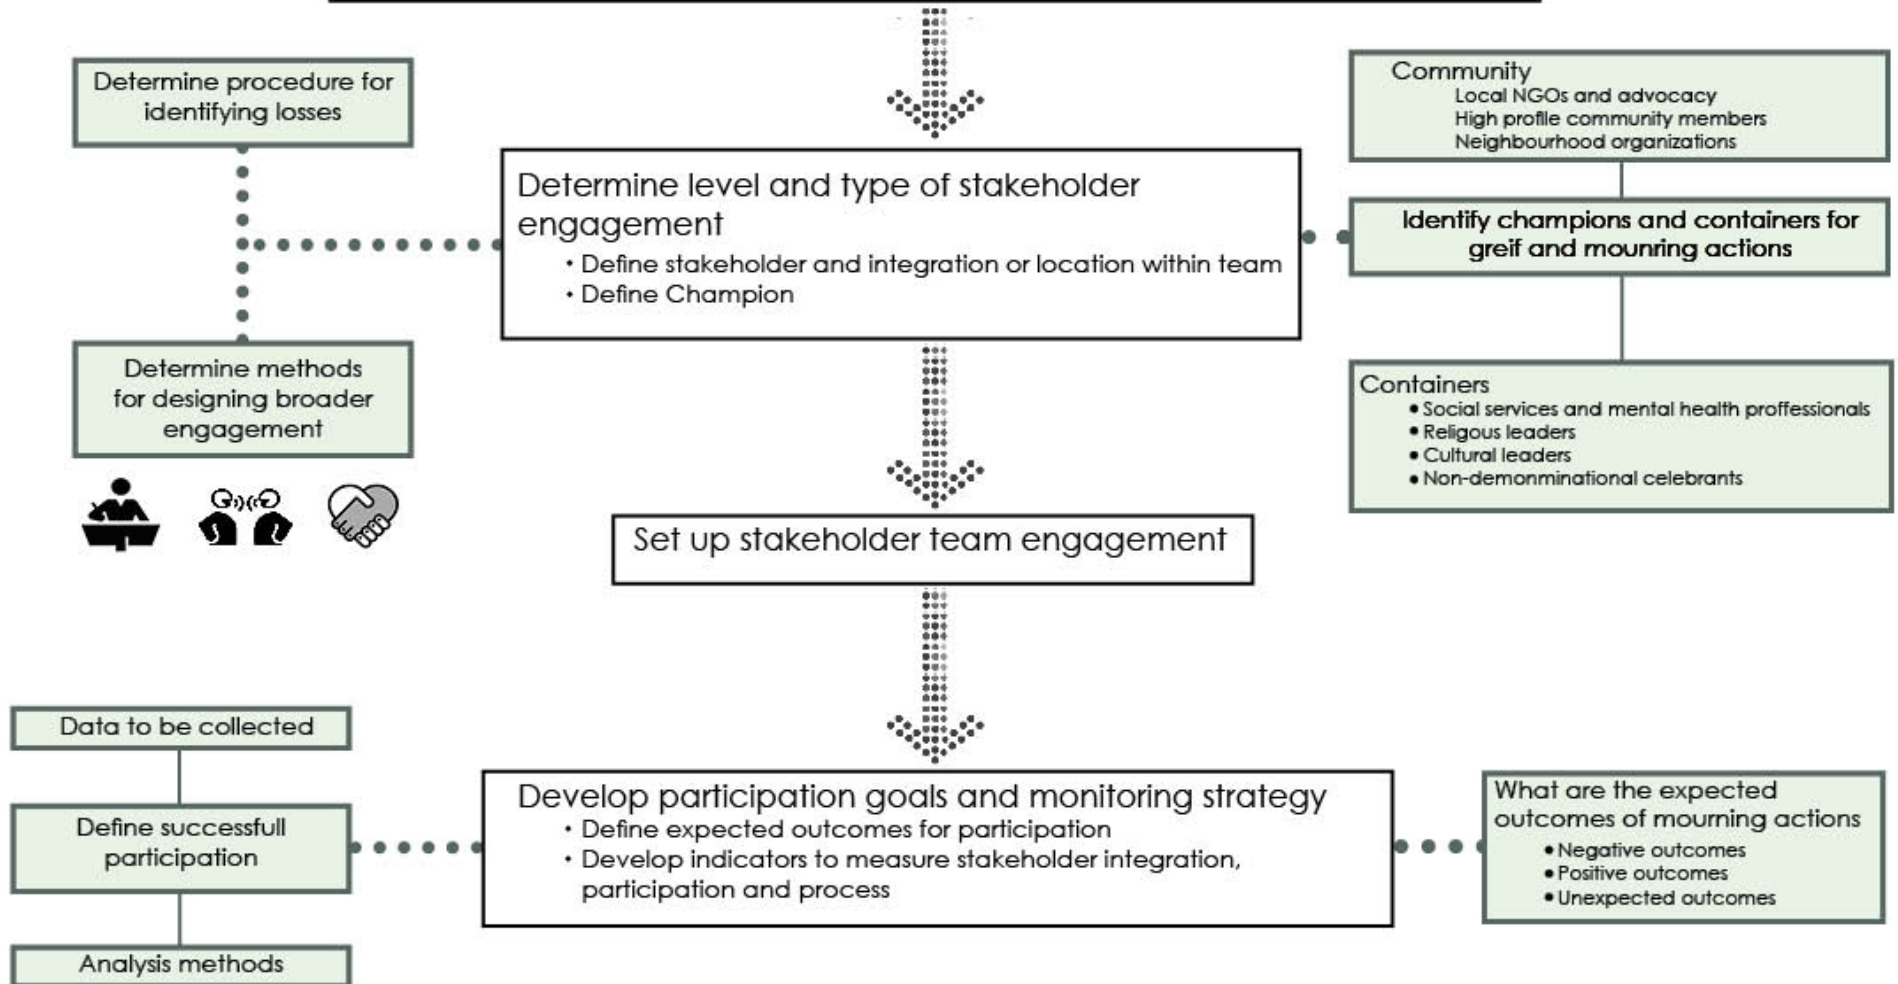 Determine procedure for
identifying losses
Community
Local NGOs and advocacy
High profile community members
Neighbourhood organizations
Determine level and type of stakeholder
engagement
• Define stakeholder and integration or location within team
• Define Champion
Identify champions and containers for
greif and mounring actions
Determine methods
for designing broader
engagement
Containers
• Social services and mental health proffessionals
• Religous leaders
• Cultural leaders
• Non-demonminational celebrants
Set up stakeholder team engagement
Data to be collected
Define successfull
participation
Analysis methods
Develop participation goals and monitoring strategy
• Define expected outcomes for participation
• Develop indicators to measure stakeholder integration,
participation and process
What are the expected
outcomes of mourning actions
• Negative outcomes
• Positive outcomes
• Unexpected outcomes